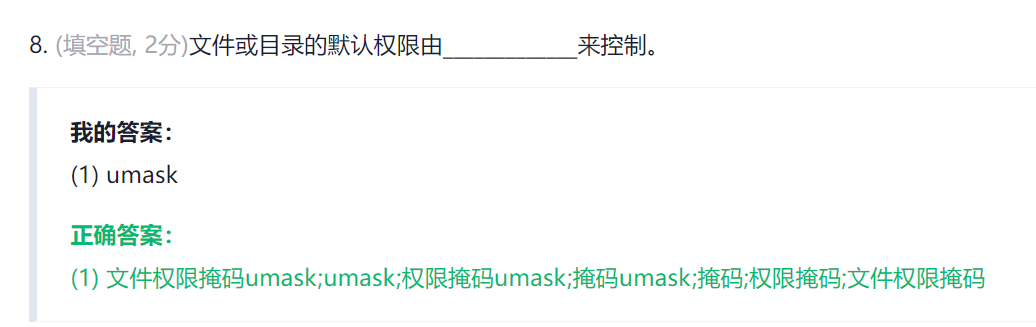 8. (填空题, 2分)文件或目录的默认权限由____________来控制。
我的答案：
(1) umask
正确答案：
(1) 文件权限掩码umask;umask;权限掩码umask;掩码umask;掩码;权限掩码;文件权限掩码